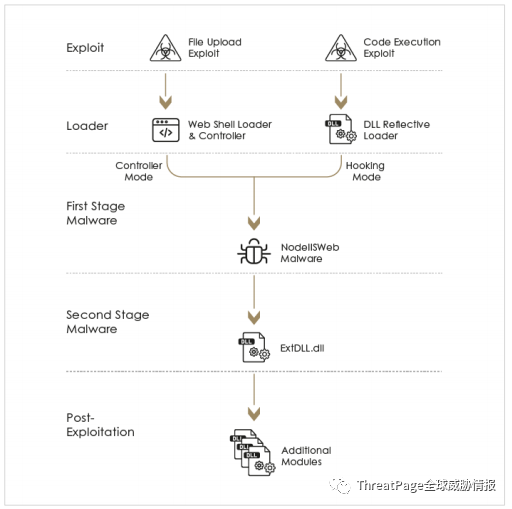 Exploit
File Upload
Exploit
Code Execution
Exploit
Loader
Web Shell Loader
& Controller
DLL
DLL Reflective
Loader
Controller
Mode
Hooking
Mode
First Stage
Malware
NodeIISWeb
Malware
Second Stage
Malware
DLL
ExtDLL.dll
Post-
Exploitation
DLL
DLL
DLL
Additional
Modules
ThreatPage全球威胁情报